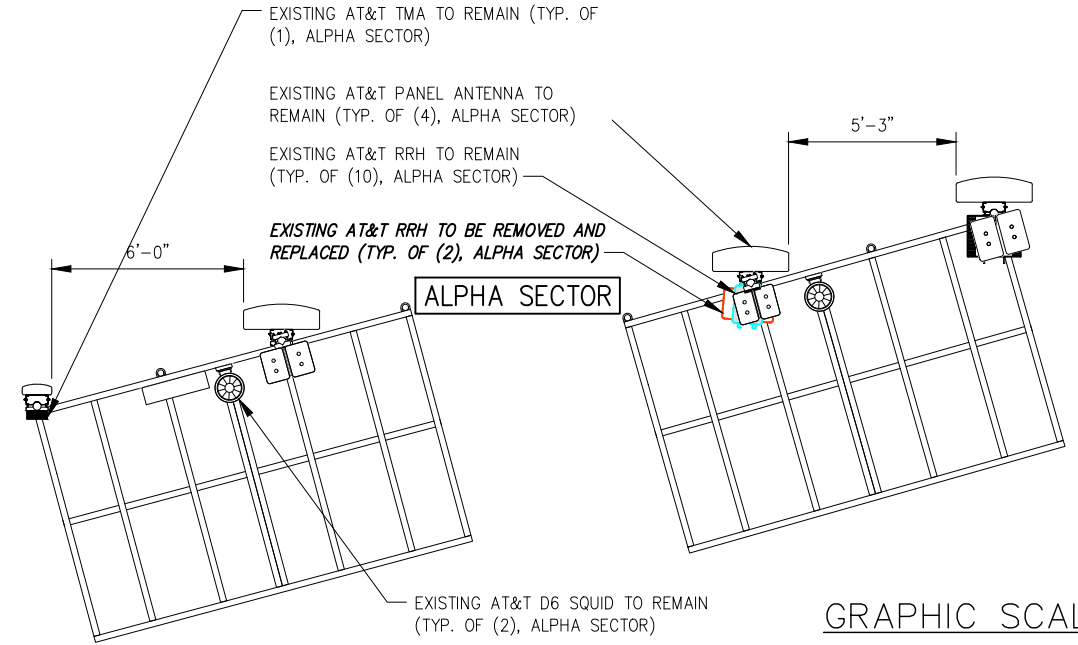 EXISTING AT&T TMA TO REMAIN (TYP. OF
(1), ALPHA SECTOR)
EXISTING AT&T PANEL ANTENNA TO
REMAIN (TYP. OF (4), ALPHA SECTOR)
5'-3"
EXISTING AT&T RRH TO REMAIN
(TYP. OF (10), ALPHA SECTOR)
EXISTING AT&T RRH TO BE REMOVED AND
REPLACED (TYP. OF (2), ALPHA SECTOR)
6'-0"
ALPHA SECTOR
EXISTING AT&T D6 SQUID TO REMAIN
(TYP. OF (2), ALPHA SECTOR)
GRAPHIC SCAL